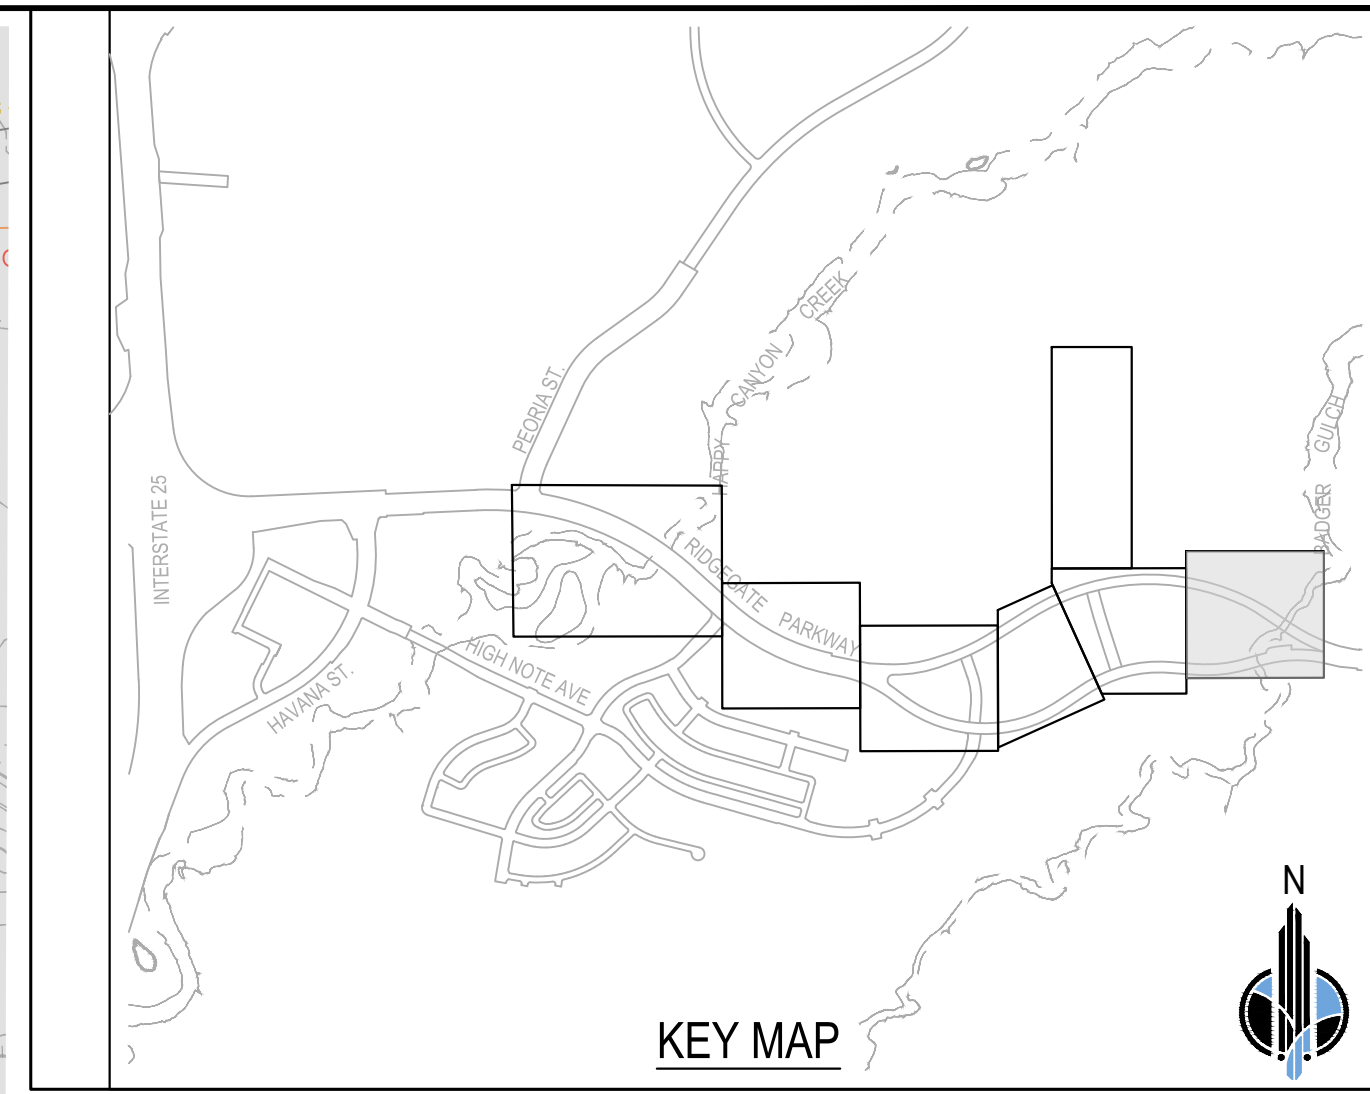 PEORIA ST.
HAPPY CANYON CREEK
GULCH
BADGER
INTERSTATE 25
RIDGEGATE PARKWAY
HIGH NOTE AVE
HAVANA ST.
N
KEY MAP